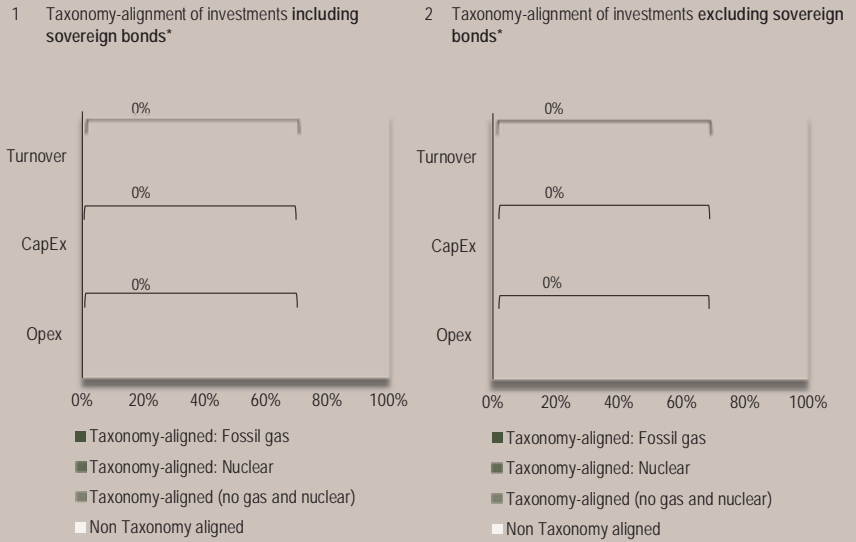 1 Taxonomy-alignment of investments including
sovereign bonds*
0%
Turnover
0%
CapEx
0%
Opex
0% 20% 40% 60% 80% 100%
Taxonomy-aligned: Fossil gas
Taxonomy-aligned: Nuclear
Taxonomy-aligned (no gas and nuclear)
Non Taxonomy aligned
2 Taxonomy-alignment of investments excluding sovereign
bonds*
0%
Turnover
0%
CapEx
0%
Opex
0% 20% 40% 60% 80% 100%
Taxonomy-aligned: Fossil gas
Taxonomy-aligned: Nuclear
Taxonomy-aligned (no gas and nuclear)
Non Taxonomy aligned